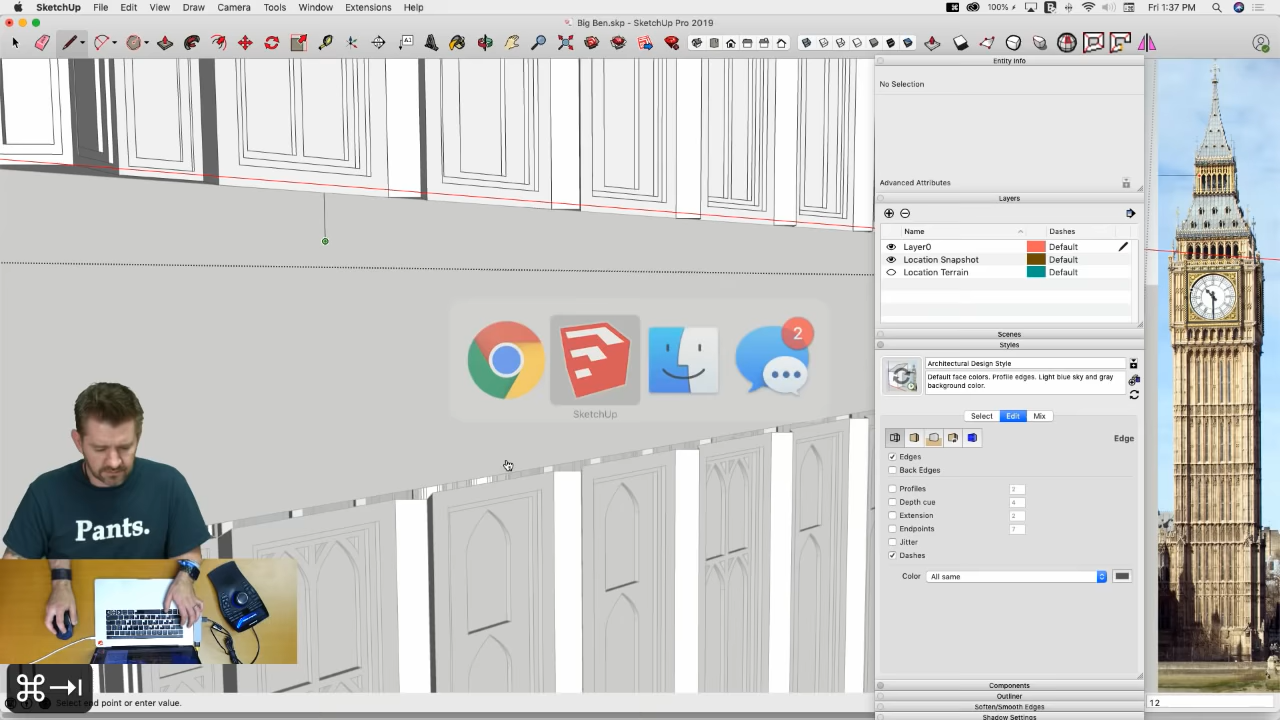 SketchUp File Edit View Draw Camera Tools Window Extensions Help
100% Fri 1:37 PM
Big Ben.skp - SketchUp Pro 2019
Entity Info
No Selection
Advanced Attributes
Layers
Name Dashes
Layer0 Default
Location Snapshot Default
Location Terrain Default
Scenes
Styles
Architectural Design Style
Default face colors. Profile edges. Light blue sky and gray
background color.
Select Edit Mix
Edge
Edges
Back Edges
Profiles 2
Depth cue 4
Extension 2
Endpoints 7
Jitter
Dashes
Color All same
Components
Outliner
Soften/Smooth Edges
Shadow Settings
2
SketchUp
Pants.
⌘→|
Select end point or enter value.
12